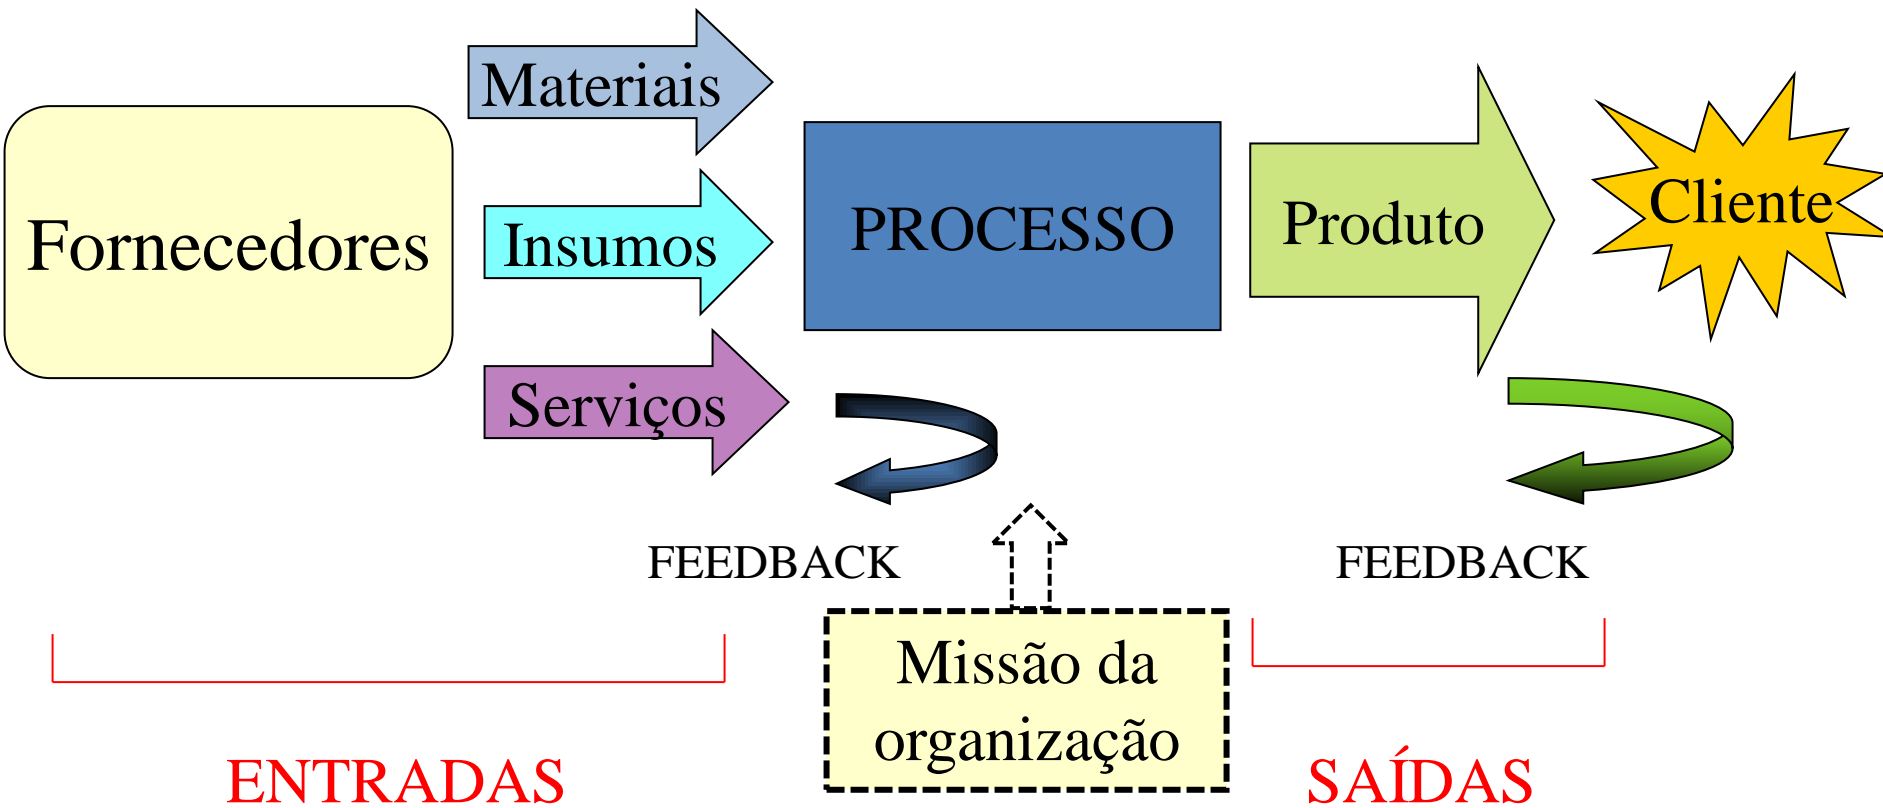 Materiais
Fornecedores
Insumos
Serviços
PROCESSO
Produto
Cliente
FEEDBACK
FEEDBACK
Missão da
organização
ENTRADAS
SAÍDAS